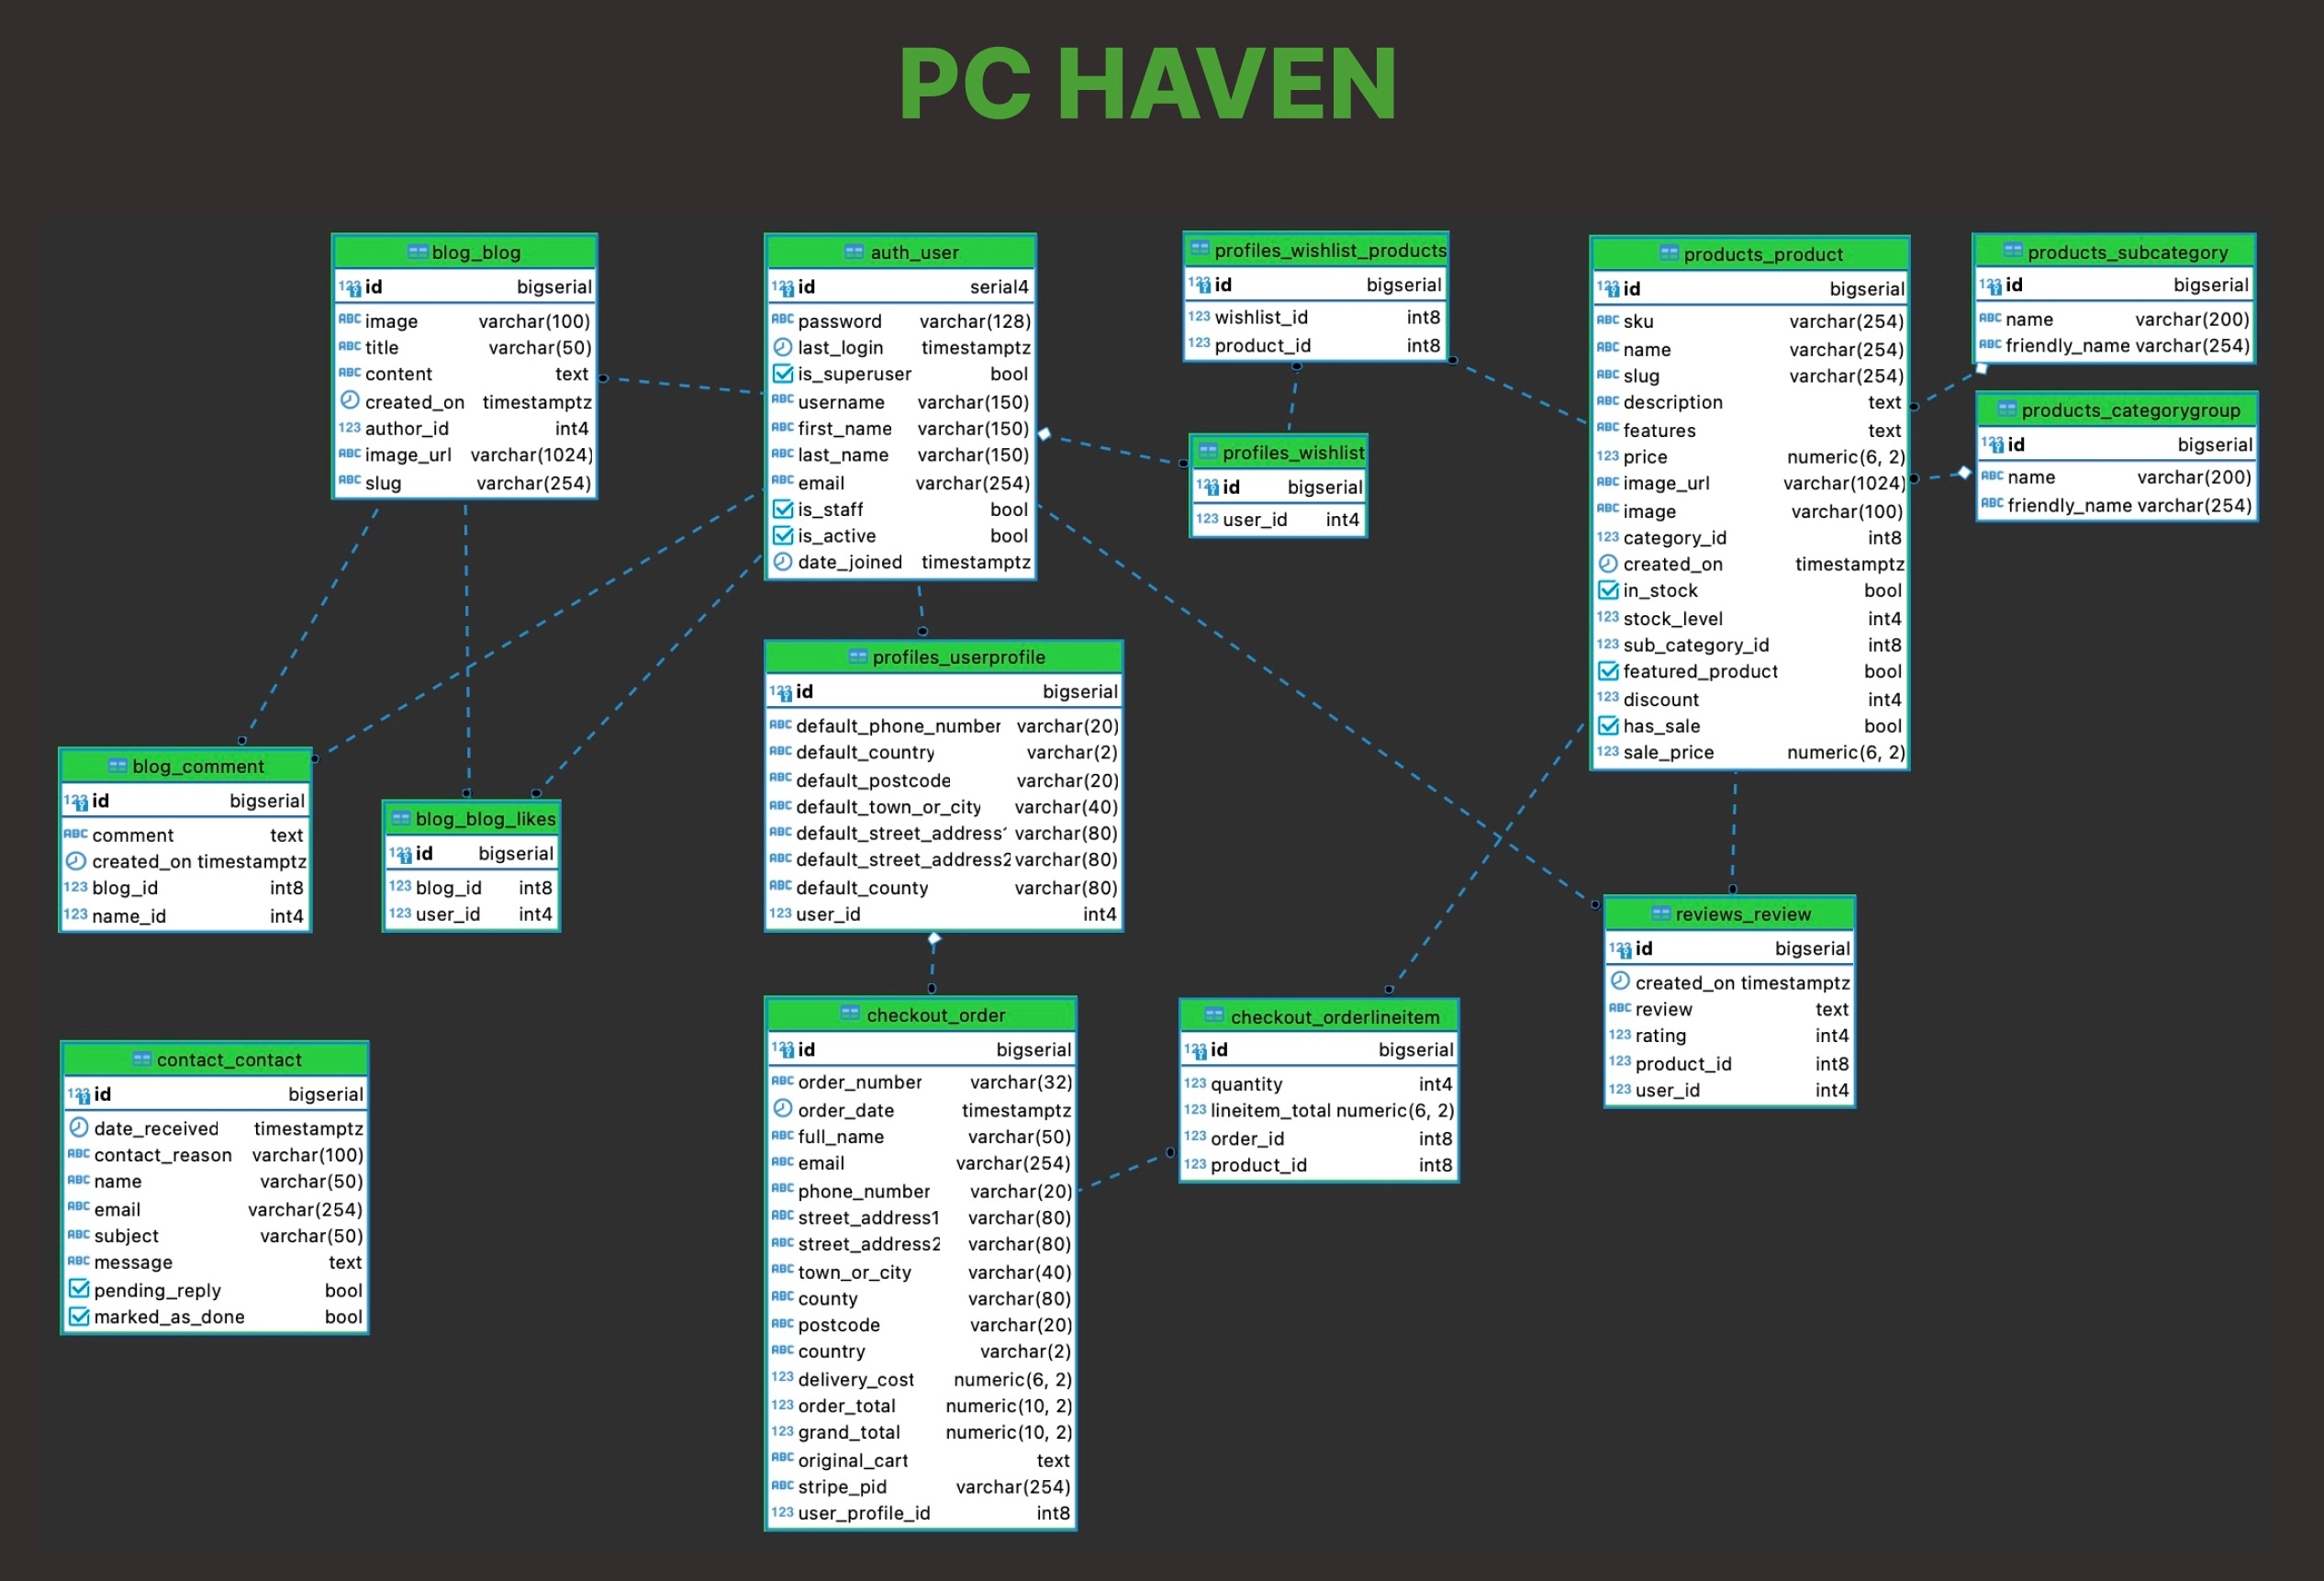 PC HAVEN
blog_blog
id bigserial
image varchar(100)
title varchar(50)
content text
created_on timestamptz
author_id int4
image_url varchar(1024)
slug varchar(254)
auth_user
id serial4
password varchar(128)
last_login timestamptz
is_superuser bool
username varchar(150)
first_name varchar(150)
last_name varchar(150)
email varchar(254)
is_staff bool
is_active bool
date_joined timestamptz
profiles_wishlist_products
id bigserial
wishlist_id int8
product_id int8
profiles_wishlist
id bigserial
user_id int4
products_product
id bigserial
sku varchar(254)
name varchar(254)
slug varchar(254)
description text
features text
price numeric(6, 2)
image_url varchar(1024)
image varchar(100)
category_id int8
created_on timestamptz
in_stock bool
stock_level int4
sub_category_id int8
featured_product bool
discount int4
has_sale bool
sale_price numeric(6, 2)
products_subcategory
id bigserial
name varchar(200)
friendly_name varchar(254)
products_categorygroup
id bigserial
name varchar(200)
friendly_name varchar(254)
blog_comment
id bigserial
comment text
created_on timestamptz
blog_id int8
name_id int4
blog_blog_likes
id bigserial
blog_id int8
user_id int4
profiles_userprofile
id bigserial
default_phone_number varchar(20)
default_country varchar(2)
default_postcode varchar(20)
default_town_or_city varchar(40)
default_street_address varchar(80)
default_street_address2 varchar(80)
default_county varchar(80)
user_id int4
reviews_review
id bigserial
created_on timestamptz
review text
rating int4
product_id int8
user_id int4
contact_contact
id bigserial
date_received timestamptz
contact_reason varchar(100)
name varchar(50)
email varchar(254)
subject varchar(50)
message text
pending_reply bool
marked_as_done bool
checkout_order
id bigserial
order_number varchar(32)
order_date timestamptz
full_name varchar(50)
email varchar(254)
phone_number varchar(20)
street_address1 varchar(80)
street_address2 varchar(80)
town_or_city varchar(40)
county varchar(80)
postcode varchar(20)
country varchar(2)
delivery_cost numeric(6, 2)
order_total numeric(10, 2)
grand_total numeric(10, 2)
original_cart text
stripe_pid varchar(254)
user_profile_id int8
checkout_orderlineitem
id bigserial
quantity int4
lineitem_total numeric(6, 2)
order_id int8
product_id int8